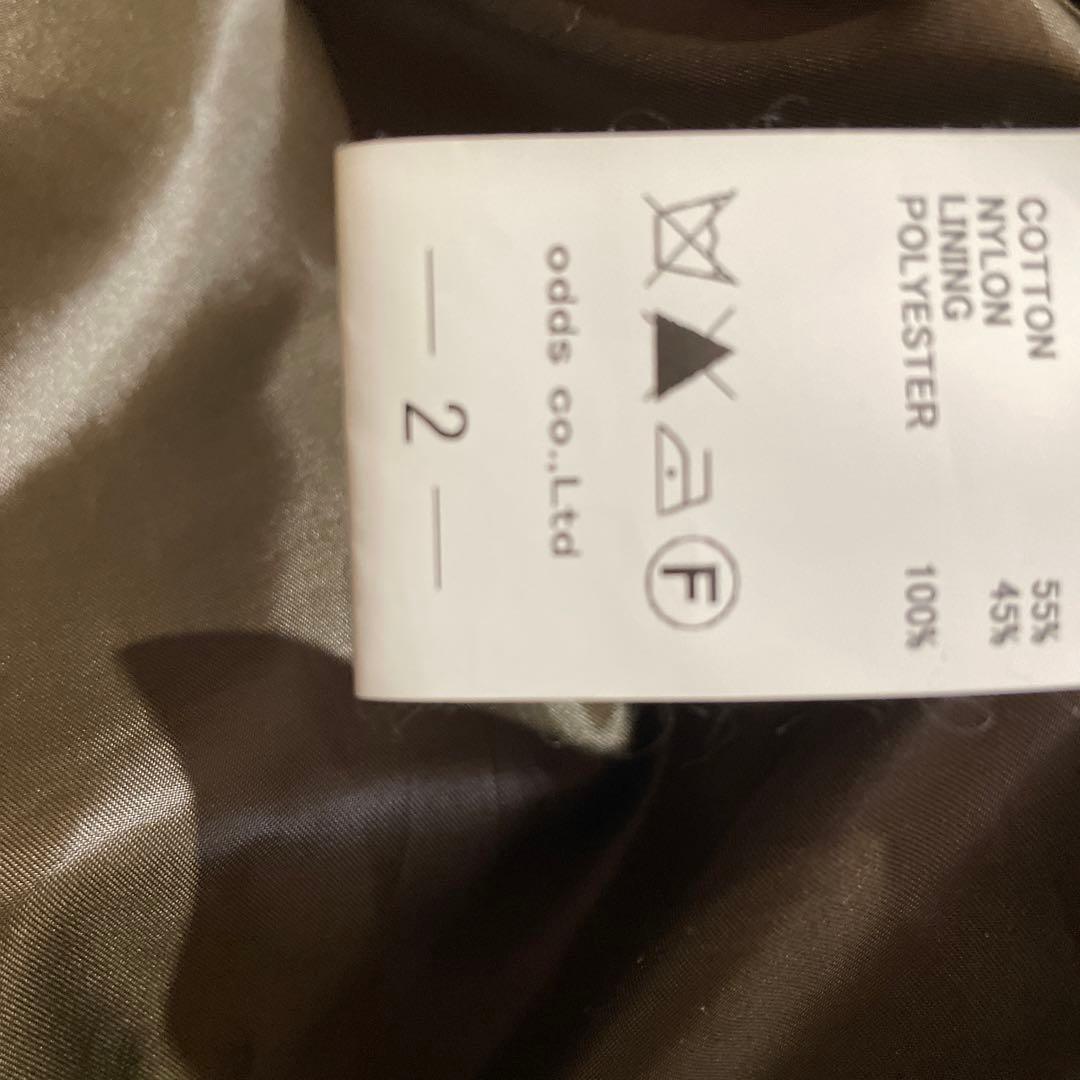 COTTON 55%
NYLON 45%
LINING
POLYESTER 100%
F
odds co.,Ltd
— 2 —